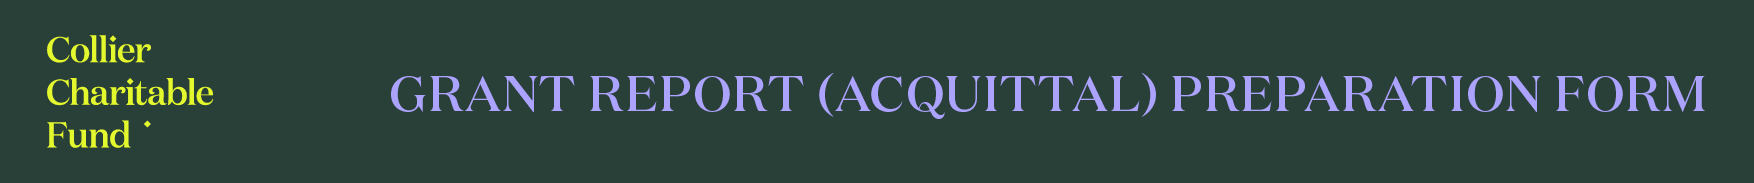 Collier
Charitable
Fund
GRANT REPORT (ACQUITTAL) PREPARATION FORM